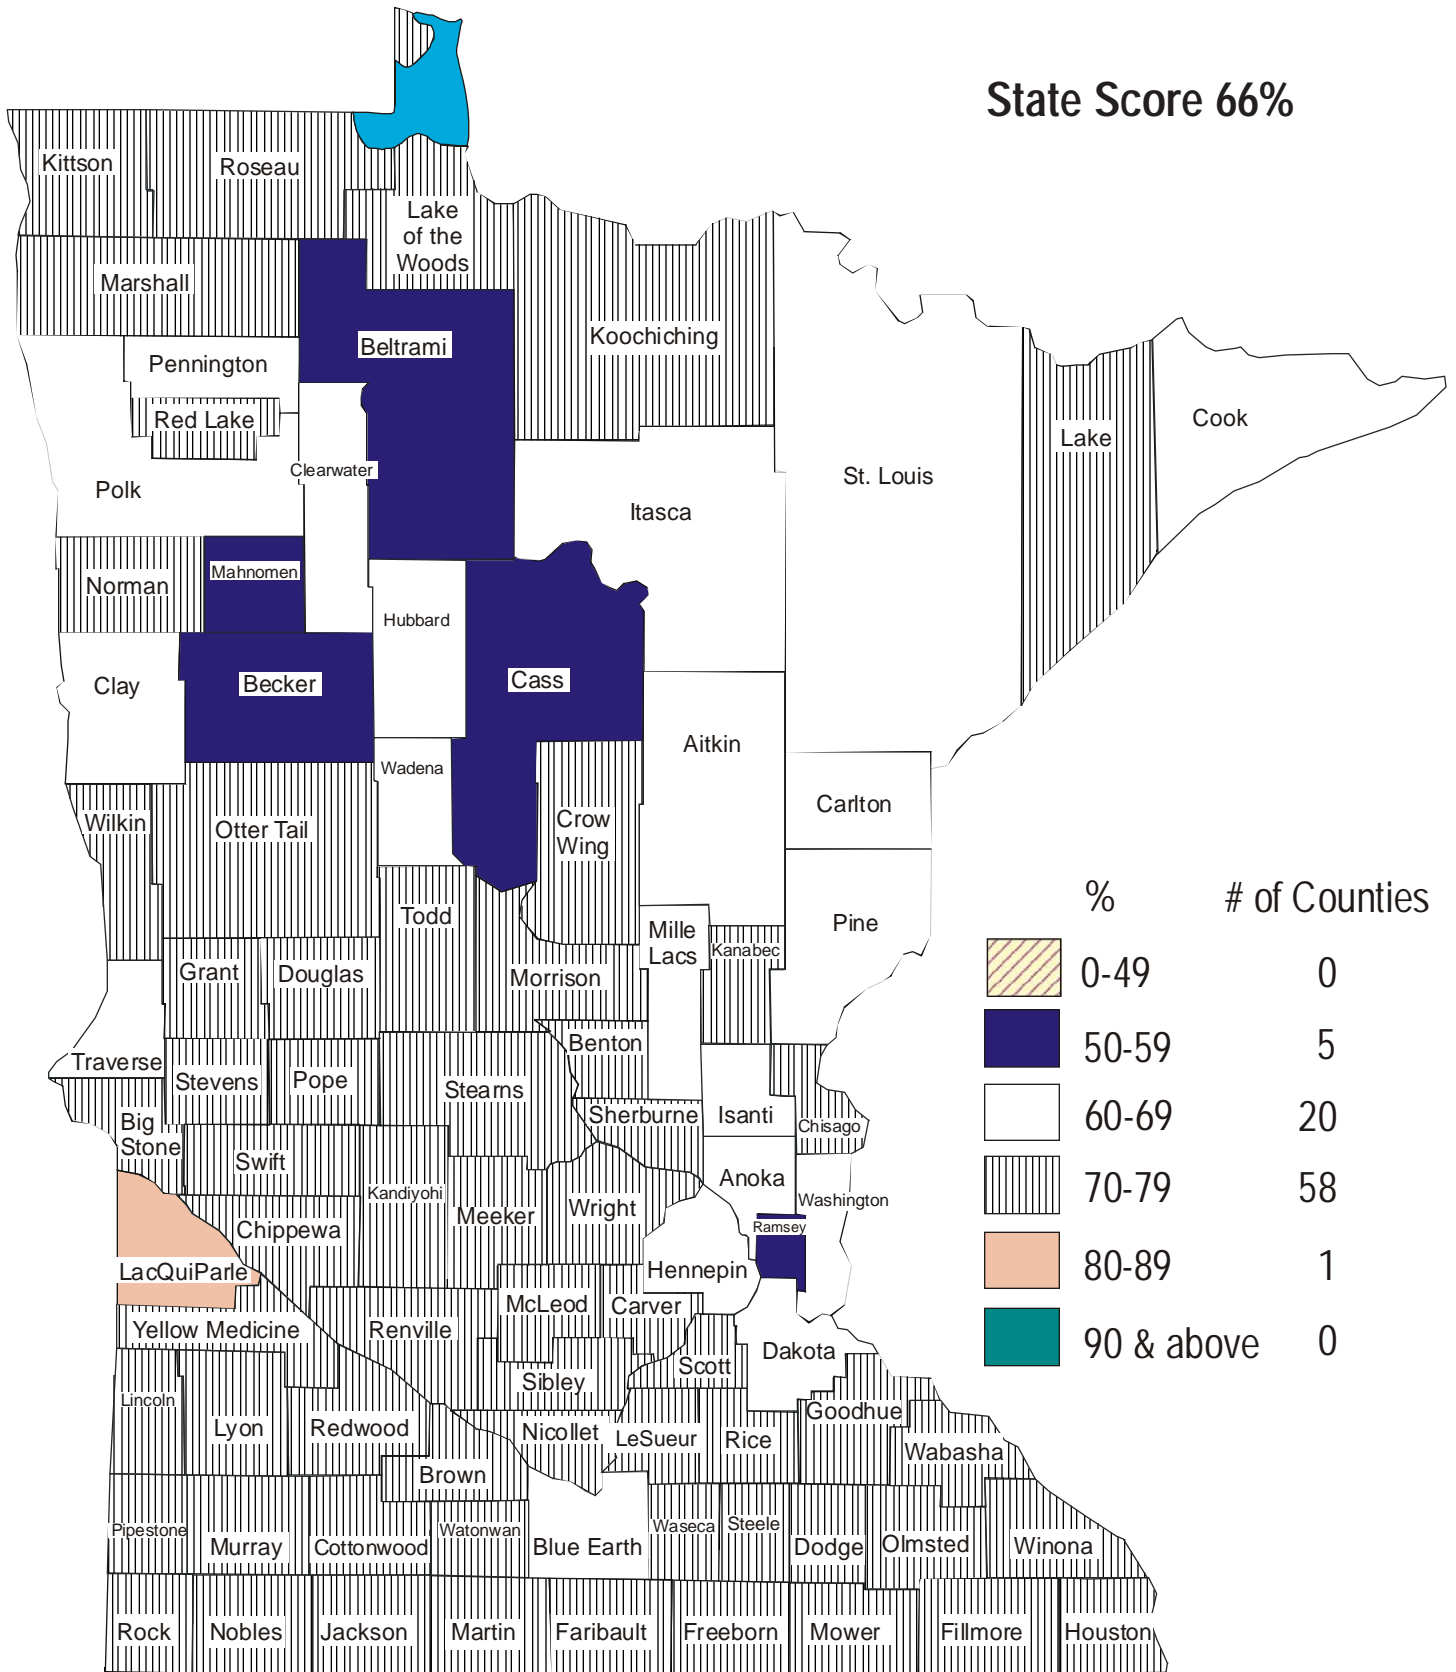 State Score 66%
Kittson
Roseau
Lake
of the
Woods
Marshall
Koochiching
Beltrami
Pennington
Red Lake
Cook
Lake
Clearwater
St. Louis
Polk
Itasca
Norman
Mahnomen
Hubbard
Clay
Becker
Cass
Aitkin
Wadena
Carlton
Wilkin
Otter Tail
Crow
Wing
Todd
Mille
Lacs
Kanabec
Pine
Grant
Douglas
Morrison
Benton
Traverse
Stevens
Pope
Stearns
Sherburne
Isanti
Chisago
Big
Stone
Swift
Kandiyohi
Anoka
Washington
Meeker
Wright
Ramsey
Chippewa
LacQuiParle
Hennepin
McLeod
Carver
Yellow Medicine
Renville
Dakota
Scott
Sibley
Lincoln
Lyon
Redwood
Nicollet
LeSueur
Rice
Goodhue
Wabasha
Brown
Pipestone
Murray
Cottonwood
Watonwan
Blue Earth
Waseca
Steele
Dodge
Olmsted
Winona
Rock
Nobles
Jackson
Martin
Faribault
Freeborn
Mower
Fillmore
Houston
% # of Counties
0-49 0
50-59 5
60-69 20
70-79 58
80-89 1
90 & above 0